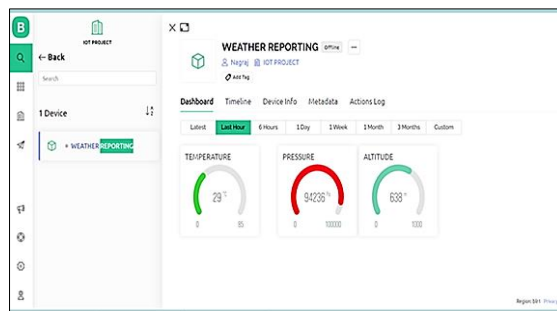 B
IOT PROJECT
← Back
Search
1 Device
WEATHER REPORTING
WEATHER REPORTING Offline
Nagraj IOT PROJECT
Add Tag
Dashboard Timeline Device Info Metadata Actions Log
Latest Last Hour 6 Hours 1 Day 1 Week 1 Month 3 Months Custom
TEMPERATURE PRESSURE ALTITUDE
29 °C 94236 638
0 85 0 100000 0 1000